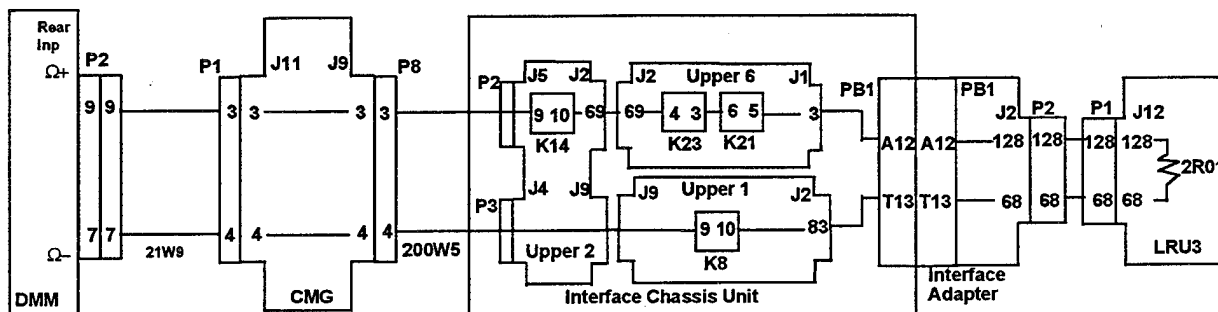 Rear
Inp
Ω+
Ω−
DMM
P2
9 9
7 7
21W9
P1
3 3
4 4
J11 J9
3 3
4 4
CMG
P8
200W5
P2
J5 J2
9 10
K14
69
J4 J9
P3
Upper 2
J2 Upper 6 J1
69
4 3
K23
6 5
K21
3
J9 Upper 1 J2
9 10
K8
83
Interface Chassis Unit
PB1 PB1
A12 A12
T13 T13
Interface
Adapter
J2 P2
128 128
68 68
P1 J12
128 128
68 68
2R01
LRU3